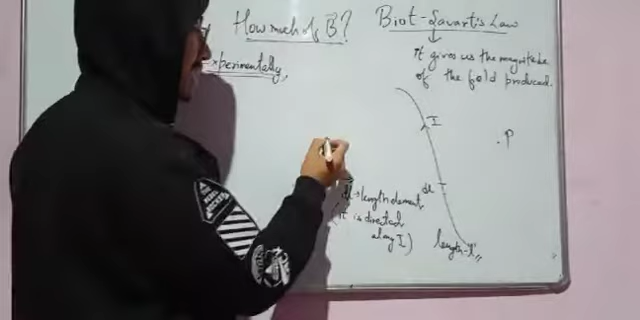 How much of B⃗?
xperimentally,
Biot-Savart's Law
↓
It gives us the magnitude
of the field produced.
I
.P
dl
dl→length element
(It is directed
along I)
length-'l'